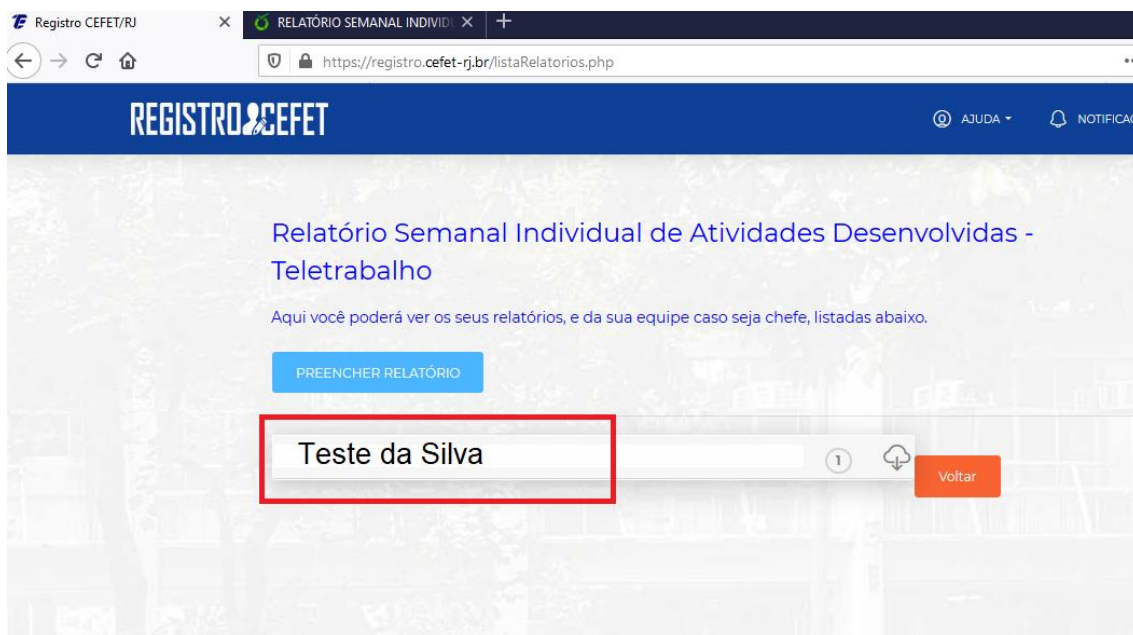 Registro CEFET/RJ
RELATÓRIO SEMANAL INDIVID
https://registro.cefet-rj.br/listaRelatorios.php
REGISTRO CEFET
AJUDA
Relatório Semanal Individual de Atividades Desenvolvidas -
Teletrabalho
Aqui você poderá ver os seus relatórios, e da sua equipe caso seja chefe, listadas abaixo.
PREENCHER RELATÓRIO
Teste da Silva
1
Voltar